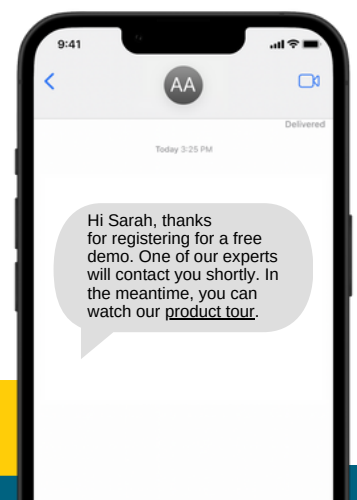 9:41
AA
Delivered
Today 3:25 PM
Hi Sarah, thanks
for registering for a free
demo. One of our experts
will contact you shortly. In
the meantime, you can
watch our product tour.